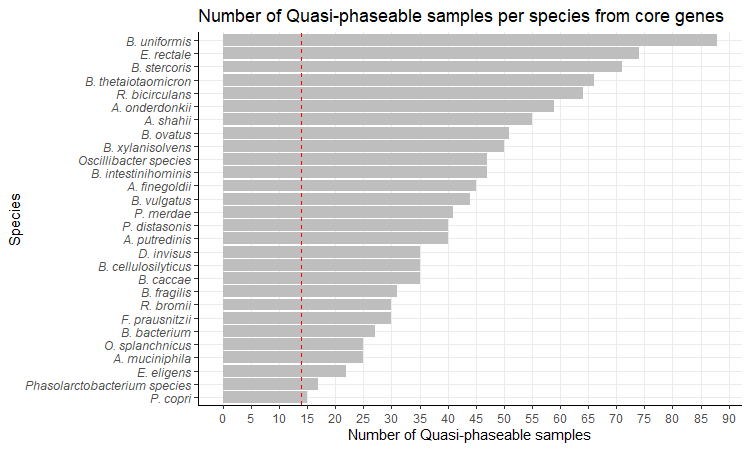 Number of Quasi-phaseable samples per species from core genes
Species
B. uniformis
E. rectale
B. stercoris
B. thetaiotaomicron
R. bicirculans
A. onderdonkii
A. shahii
B. ovatus
B. xylanisolvens
Oscillibacter species
B. intestinihominis
A. finegoldii
B. vulgatus
P. merdae
P. distasonis
A. putredinis
D. invisus
B. cellulosilyticus
B. caccae
B. fragilis
R. bromii
F. prausnitzii
B. bacterium
O. splanchnicus
A. muciniphila
E. eligens
Phasolarctobacterium species
P. copri
0 5 10 15 20 25 30 35 40 45 50 55 60 65 70 75 80 85 90
Number of Quasi-phaseable samples